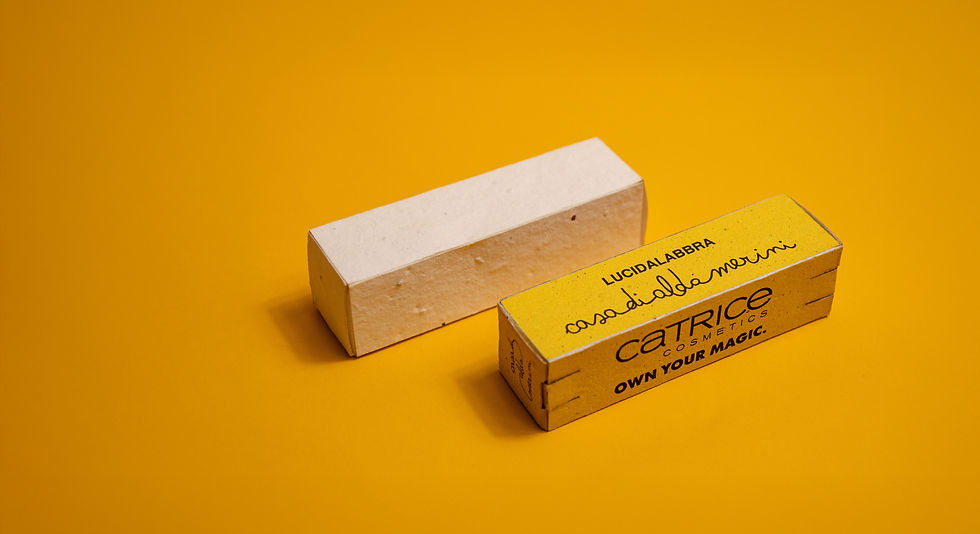 LUCIDALABBRA
casa di alda merini
CATRICE
COSMETICS
OWN YOUR MAGIC.